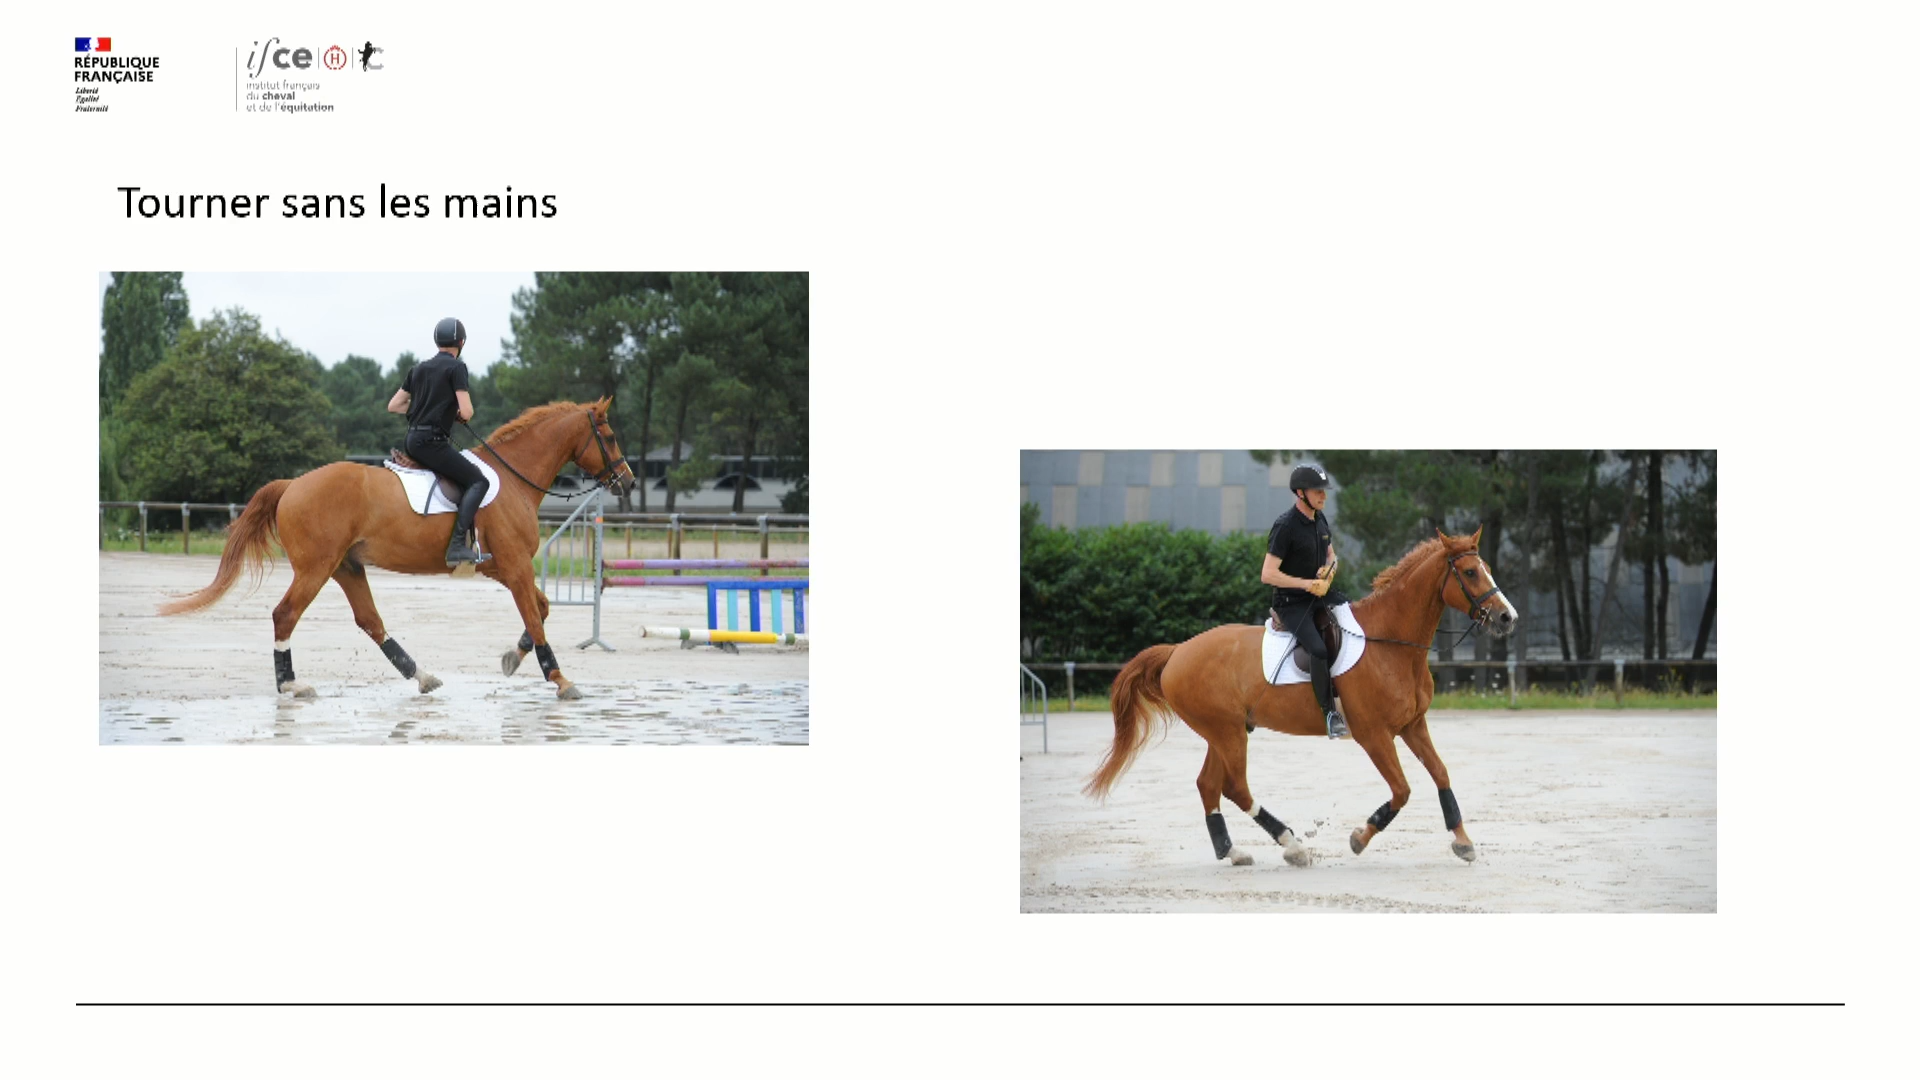 RÉPUBLIQUE
FRANÇAISE
Liberté
Égalité
Fraternité
ifce
H
institut français
du cheval
et de l'équitation
Tourner sans les mains